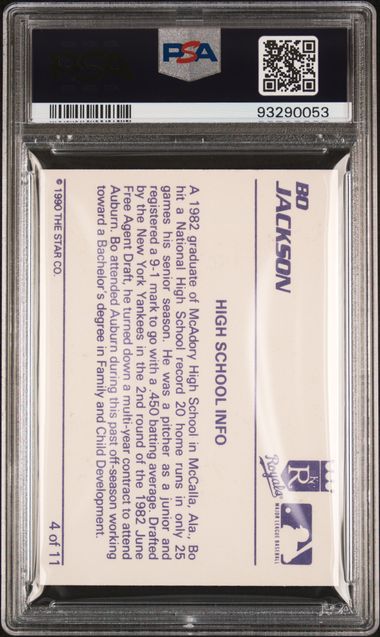 PSA
93290053
BO
JACKSON
R
Royals
MAJOR LEAGUE BASEBALL
HIGH SCHOOL INFO
A 1982 graduate of McAdory High School in McCalla, Ala., Bo
hit a National High School record 20 home runs in only 25
games his senior season. He was a pitcher as a junior and
registered a 9-1 mark to go with a .450 batting average. Drafted
by the New York Yankees in the 2nd round of the 1982 June
Free Agent Draft, he turned down a multi-year contract to attend
Auburn. Bo attended Auburn during this past off-season working
toward a Bachelor's degree in Family and Child Development.
© 1990 THE STAR CO.
4 of 11